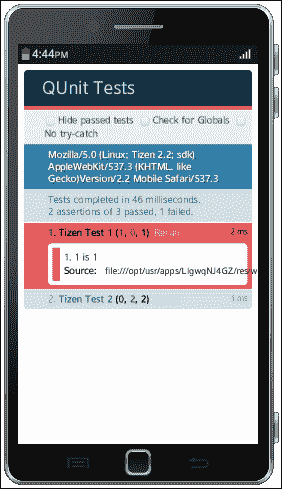 4:44PM
QUnit Tests
Hide passed tests Check for Globals
No try-catch
Mozilla/5.0 (Linux; Tizen 2.2; sdk)
AppleWebKit/537.3 (KHTML, like
Gecko)Version/2.2 Mobile Safari/537.3
Tests completed in 46 milliseconds.
2 assertions of 3 passed, 1 failed.
1. Tizen Test 1 (1, 0, 1) Rerun 2 ms
1. 1 is 1
Source: file:///opt/usr/apps/LIgwqNJ4GZ/res/w
2. Tizen Test 2 (0, 2, 2) 1 ms